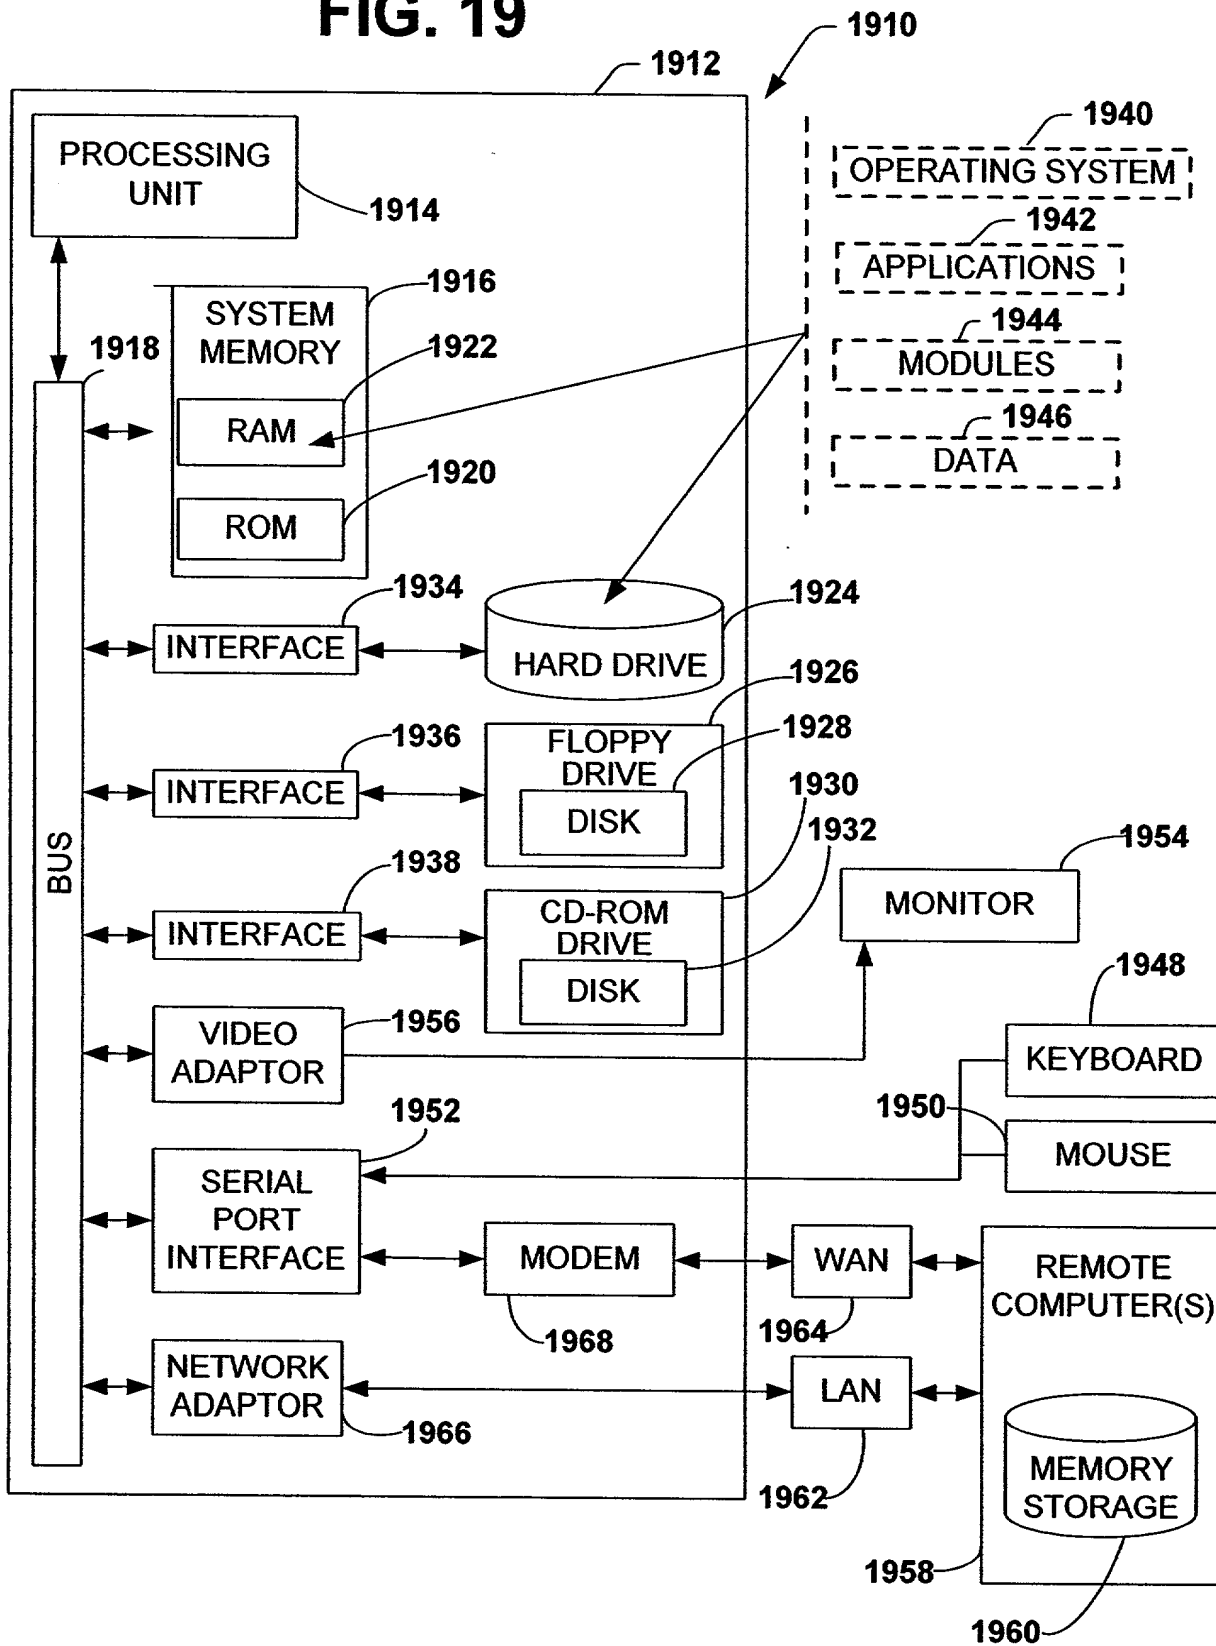 FIG. 19
1910
1912
PROCESSING
UNIT
1914
1940
OPERATING SYSTEM
1942
APPLICATIONS
1944
MODULES
1946
DATA
1916
SYSTEM
MEMORY
1918
1922
RAM
1920
ROM
BUS
1934
INTERFACE
1924
HARD DRIVE
1926
1936
INTERFACE
FLOPPY
DRIVE
1928
DISK
1930
1932
1938
INTERFACE
CD-ROM
DRIVE
DISK
1954
MONITOR
1956
VIDEO
ADAPTOR
1948
KEYBOARD
1950
MOUSE
1952
SERIAL
PORT
INTERFACE
MODEM
1968
WAN
1964
REMOTE
COMPUTER(S)
NETWORK
ADAPTOR
1966
LAN
1962
MEMORY
STORAGE
1958
1960